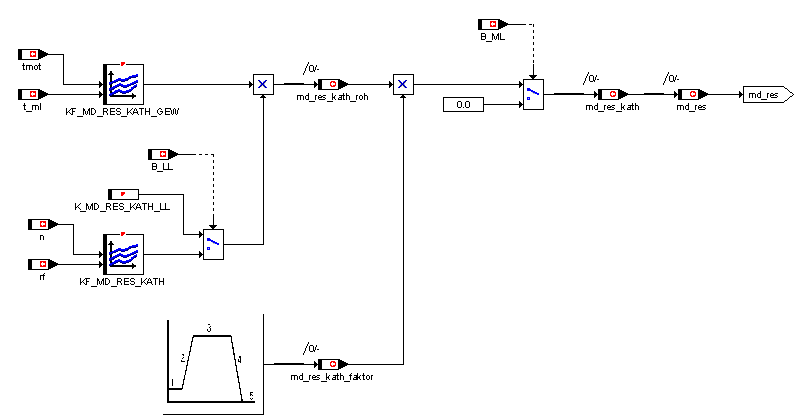 B_ML
tmot
/0/-
/0/-
/0/-
t_ml
KF_MD_RES_KATH_GEW
md_res_kath_roh
0.0
md_res_kath
md_res
md_res
B_LL
K_MD_RES_KATH_LL
n
rf
KF_MD_RES_KATH
3
2
4
1
5
/0/-
md_res_kath_faktor